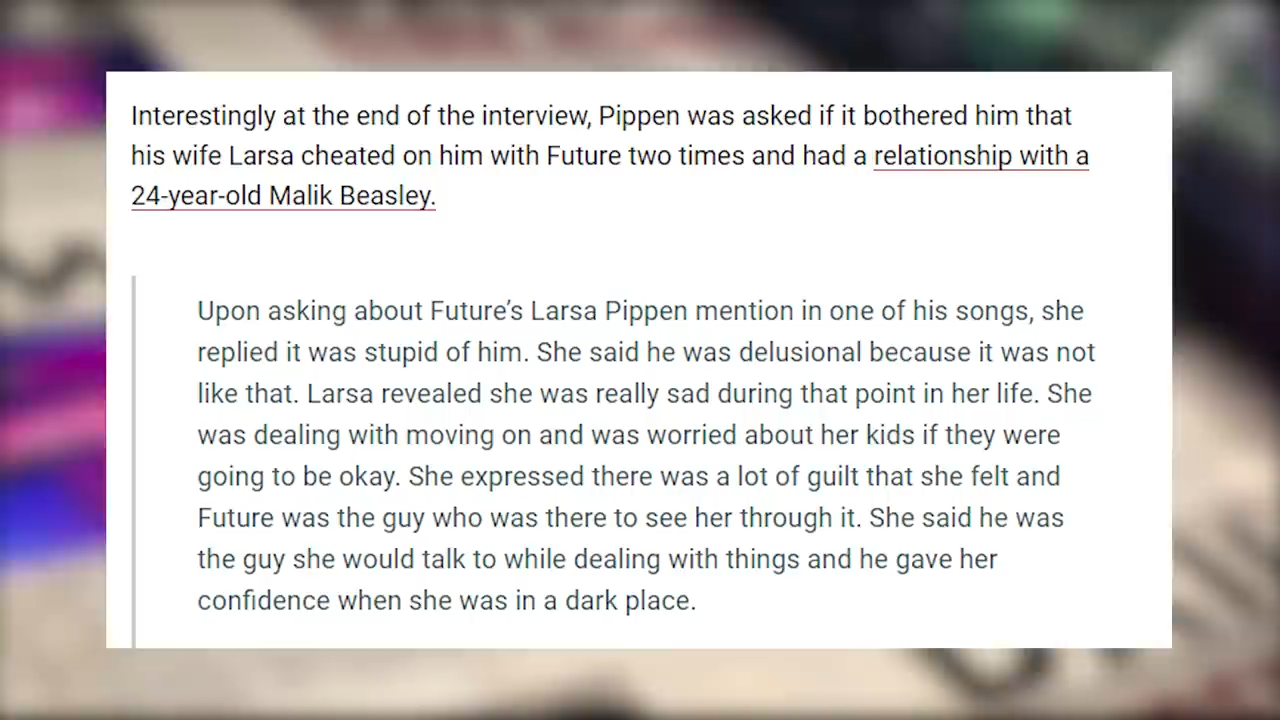 Interestingly at the end of the interview, Pippen was asked if it bothered him that
his wife Larsa cheated on him with Future two times and had a relationship with a
24-year-old Malik Beasley.
Upon asking about Future’s Larsa Pippen mention in one of his songs, she
replied it was stupid of him. She said he was delusional because it was not
like that. Larsa revealed she was really sad during that point in her life. She
was dealing with moving on and was worried about her kids if they were
going to be okay. She expressed there was a lot of guilt that she felt and
Future was the guy who was there to see her through it. She said he was
the guy she would talk to while dealing with things and he gave her
confidence when she was in a dark place.